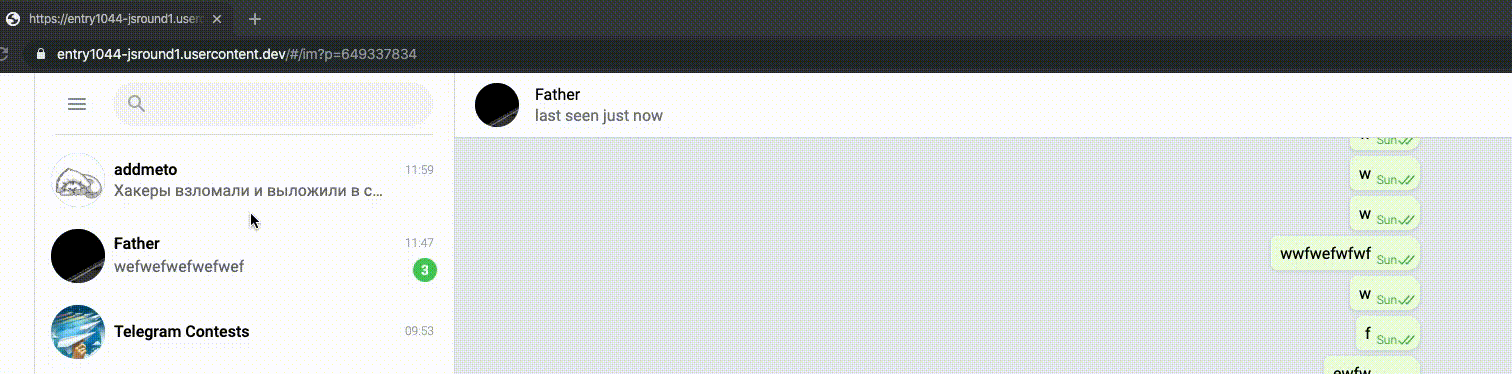 https://entry1044-jsround1.user
entry1044-jsround1.usercontent.dev/#/im?p=649337834
Father
last seen just now
addmeto 11:59
Хакеры взломали и выложили в с...
Father 11:47
wefwefwefwefwef 3
Telegram Contests 09:53
Sun
w Sun
w Sun
wwfwefwfwf Sun
w Sun
f Sun